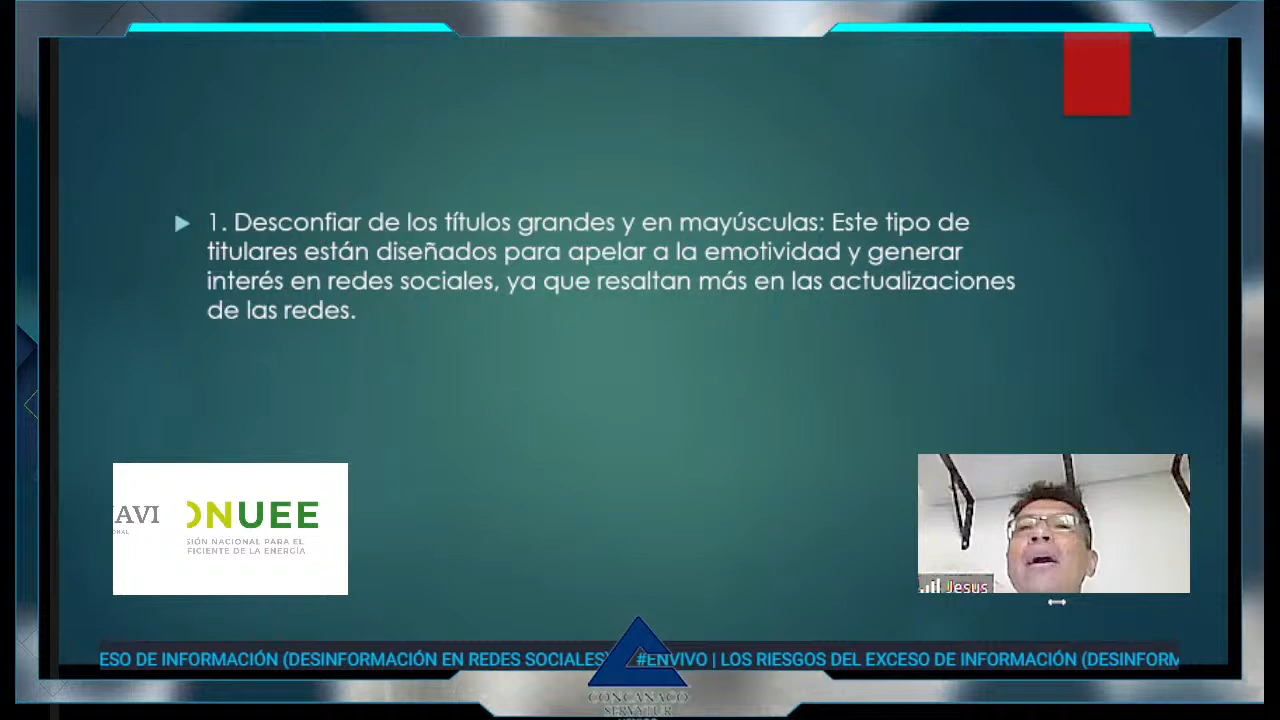 1. Desconfiar de los títulos grandes y en mayúsculas: Este tipo de
titulares están diseñados para apelar a la emotividad y generar
interés en redes sociales, ya que resaltan más en las actualizaciones
de las redes.
AVI
ONUEE
SIÓN NACIONAL PARA EL
FICIENTE DE LA ENERGÍA
Jesus
ESO DE INFORMACIÓN (DESINFORMACIÓN EN REDES SOCIALES) #ENVIVO | LOS RIESGOS DEL EXCESO DE INFORMACIÓN (DESINFORM
CONCANACO
SERVYTUR